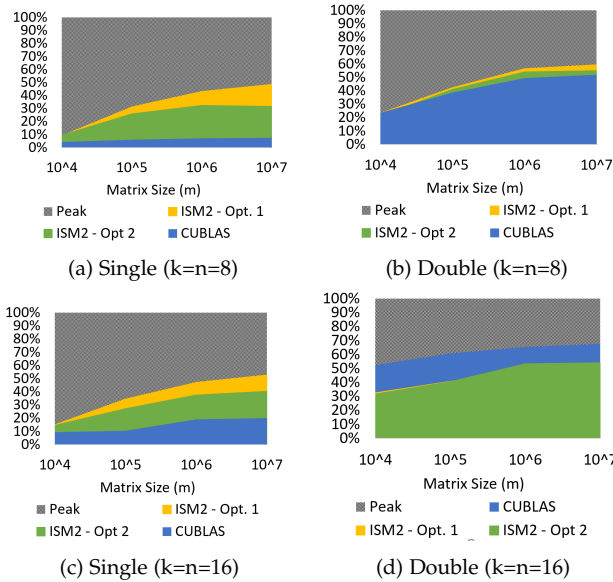 100%
90%
80%
70%
60%
50%
40%
30%
20%
10%
0%
10^4 10^5 10^6 10^7
Matrix Size (m)
Peak ISM2 - Opt. 1
ISM2 - Opt 2 CUBLAS
(a) Single (k=n=8)
100%
90%
80%
70%
60%
50%
40%
30%
20%
10%
0%
10^4 10^5 10^6 10^7
Matrix Size (m)
Peak ISM2 - Opt. 1
ISM2 - Opt 2 CUBLAS
(b) Double (k=n=8)
100%
90%
80%
70%
60%
50%
40%
30%
20%
10%
0%
10^4 10^5 10^6 10^7
Matrix Size (m)
Peak ISM2 - Opt. 1
ISM2 - Opt 2 CUBLAS
(c) Single (k=n=16)
100%
90%
80%
70%
60%
50%
40%
30%
20%
10%
0%
10^4 10^5 10^6 10^7
Matrix Size (m)
Peak CUBLAS
ISM2 - Opt. 1 ISM2 - Opt 2
(d) Double (k=n=16)